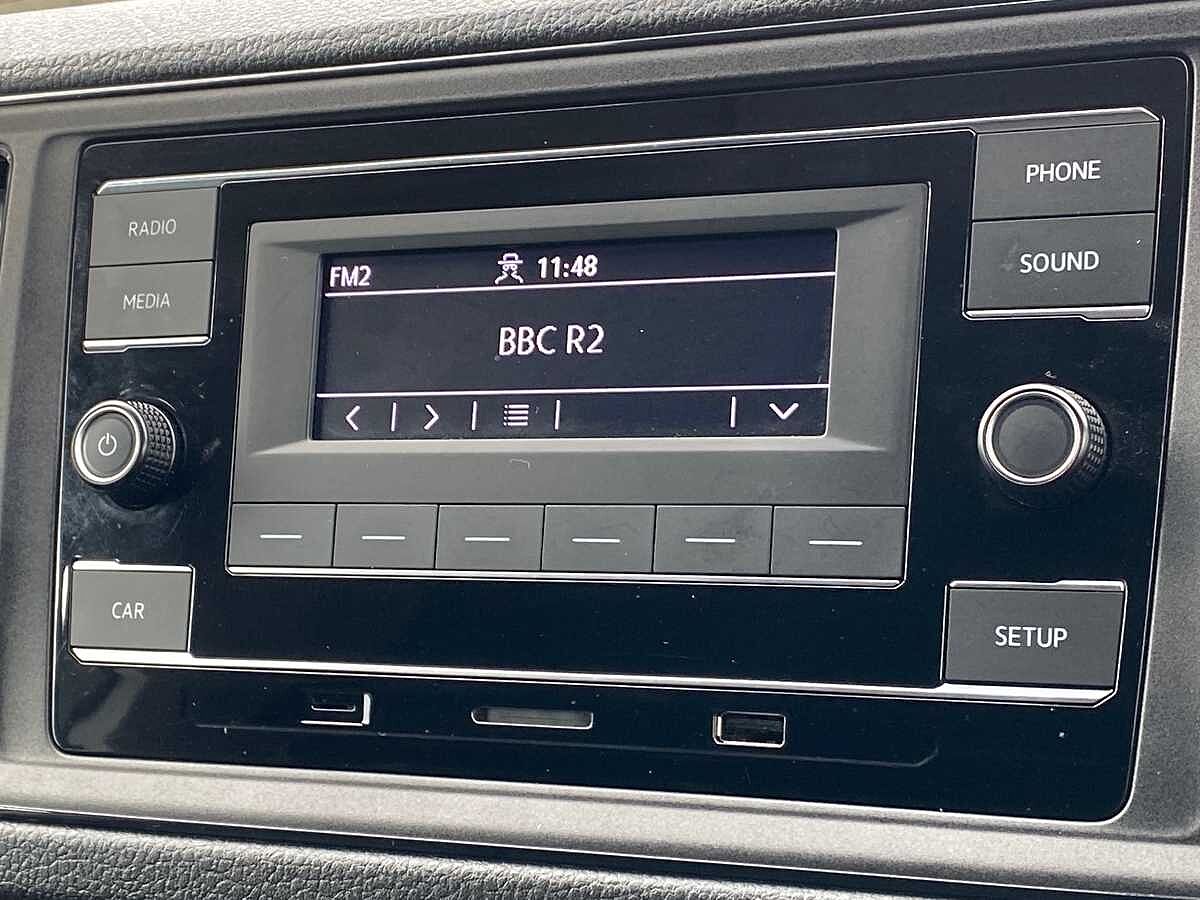 PHONE
RADIO
SOUND
FM2 11:48
MEDIA
BBC R2
CAR
SETUP